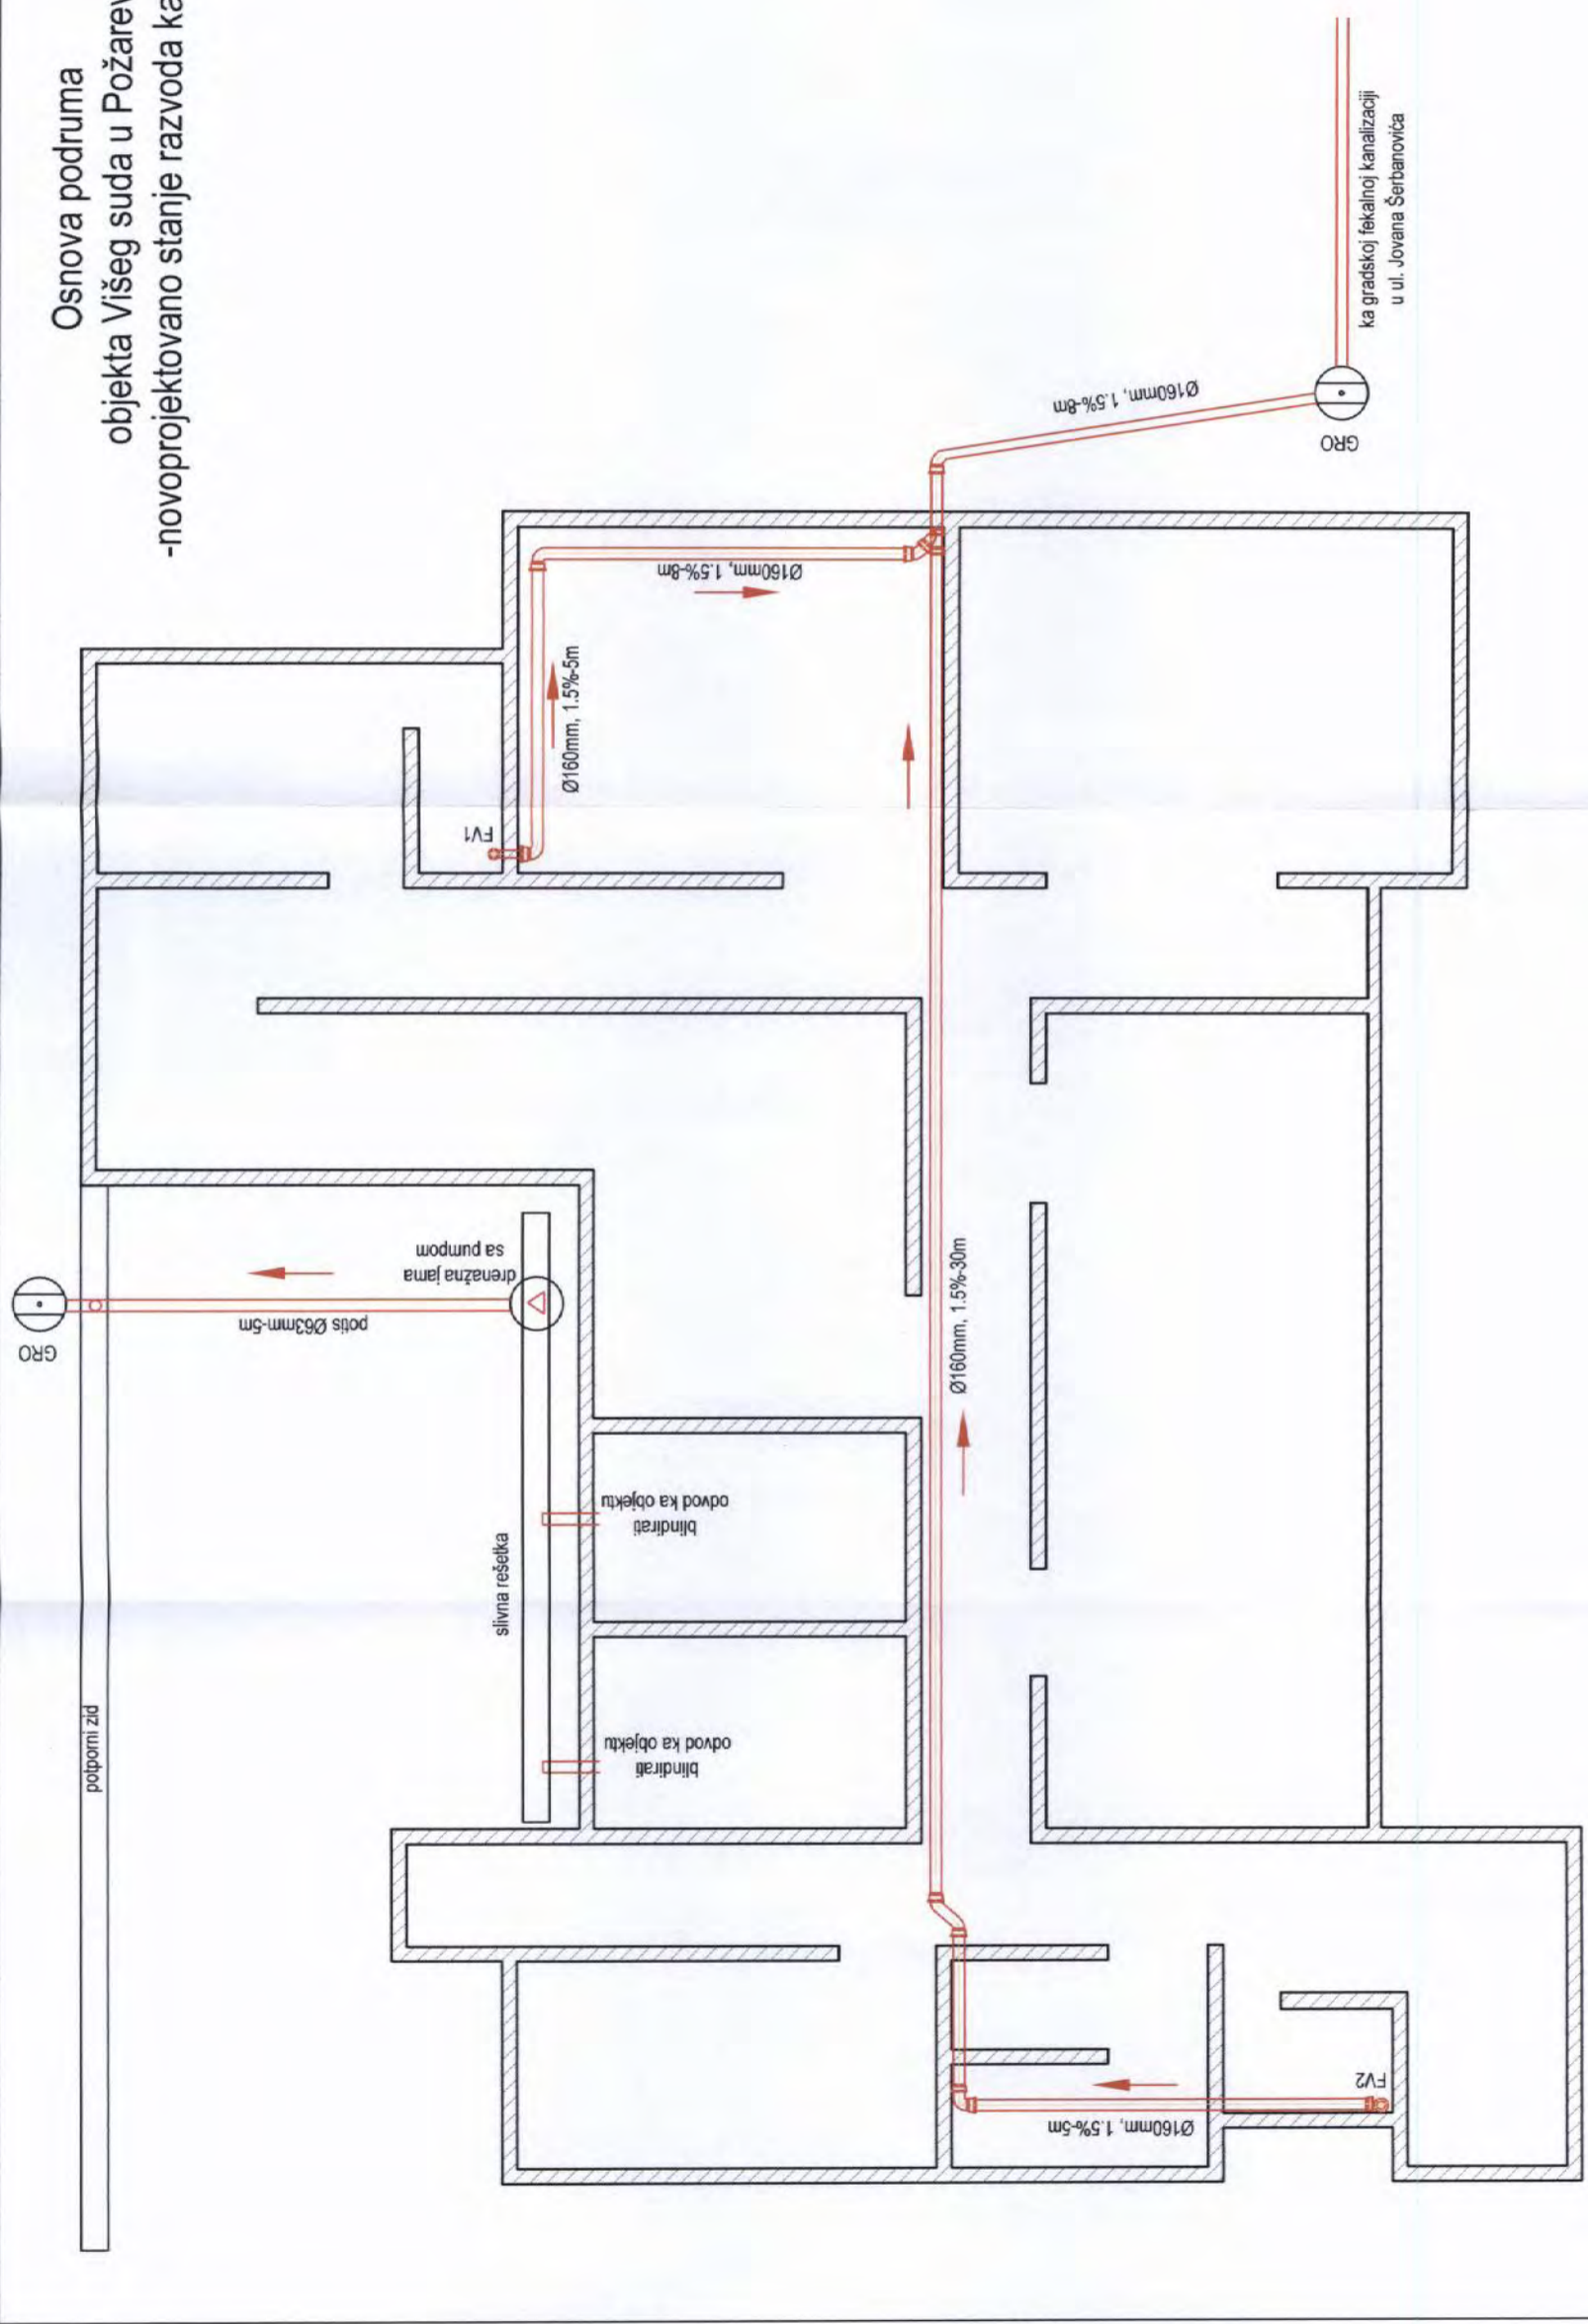 Osnova podruma
objekta Višeg suda u Požarev
-novoprojektovano stanje razvoda ka
GRO
potis Ø63mm-5m
drenažna jama
sa pumpom
potporni zid
slivna rešetka
blindirati
odvod ka objektu
blindirati
odvod ka objektu
FV1
Ø160mm, 1.5%-5m
Ø160mm, 1.5%-8m
Ø160mm, 1.5%-8m
GRO
ka gradskoj fekalnoj kanalizaciji
u ul. Jovana Šerbanovića
Ø160mm, 1.5%-30m
Ø160mm, 1.5%-5m
FV2